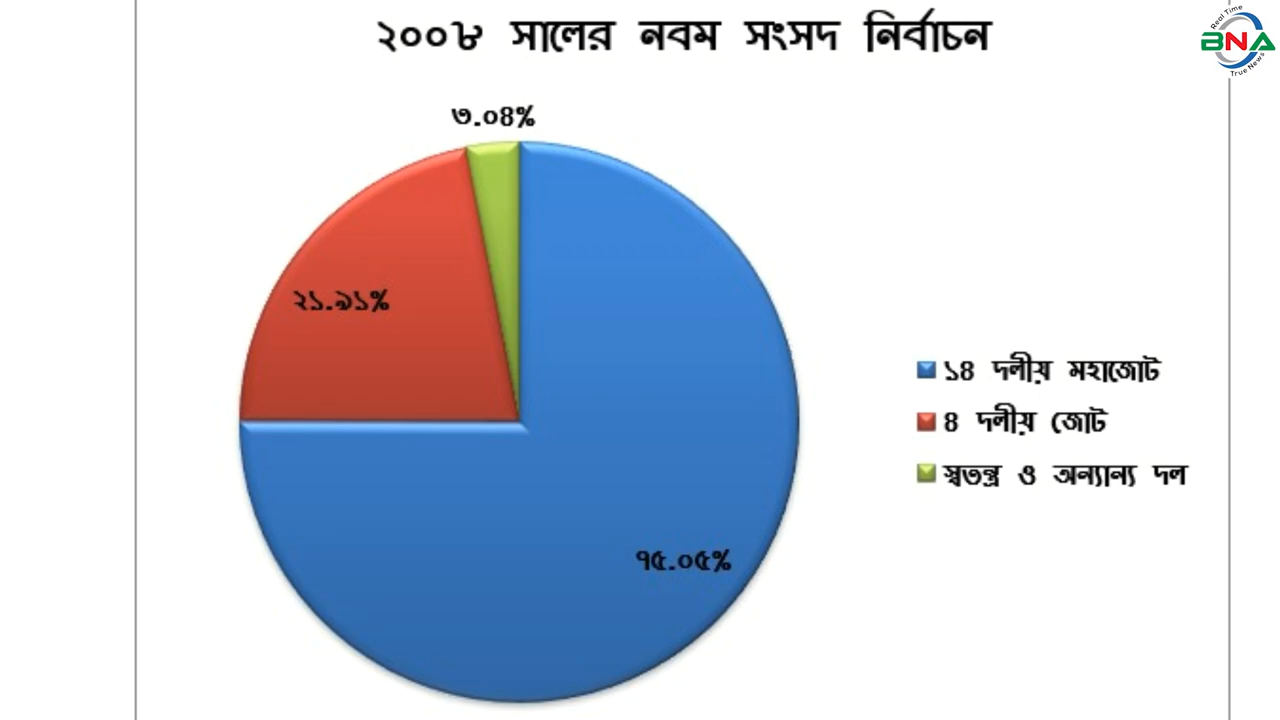 ২০০৮ সালের নবম সংসদ নির্বাচন
Real Time
BNA
True News
৩.০৪%
২১.৯১%
৭৫.০৫%
১৪ দলীয় মহাজোট
৪ দলীয় জোট
স্বতন্ত্র ও অন্যান্য দল